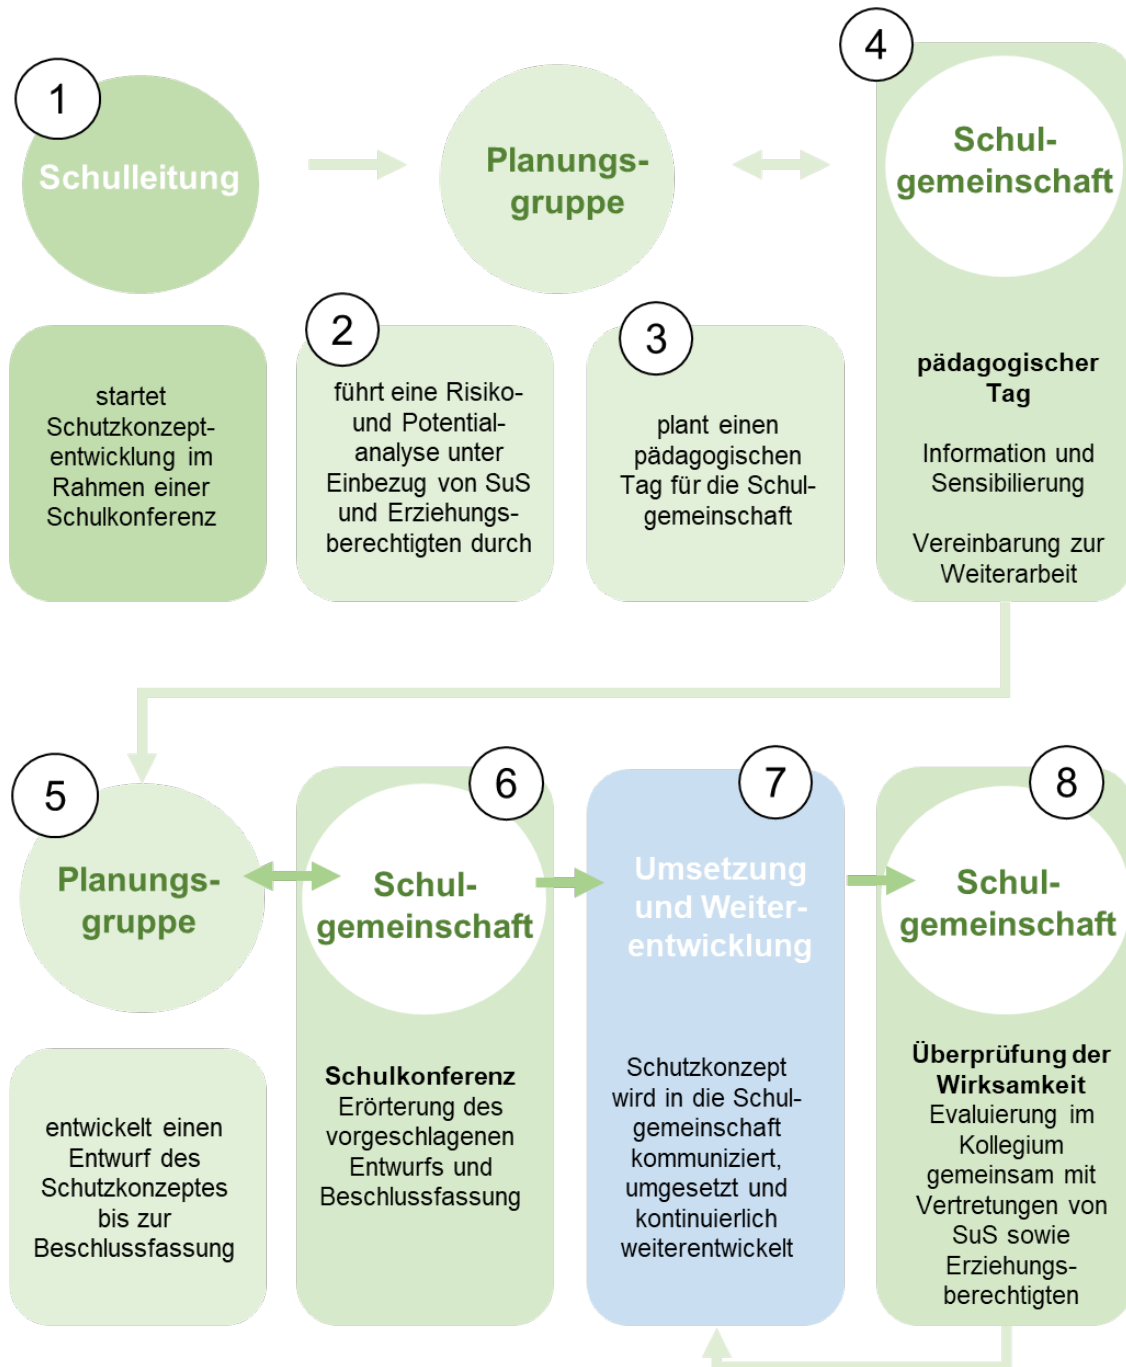 1
Schulleitung
startet
Schutzkonzept-
entwicklung im
Rahmen einer
Schulkonferenz
Planungs-
gruppe
2
führt eine Risiko-
und Potential-
analyse unter
Einbezug von SuS
und Erziehungs-
berechtigten durch
3
plant einen
pädagogischen
Tag für die Schul-
gemeinschaft
4
Schul-
gemeinschaft
pädagogischer
Tag
Information und
Sensibilierung
Vereinbarung zur
Weiterarbeit
5
Planungs-
gruppe
entwickelt einen
Entwurf des
Schutzkonzeptes
bis zur
Beschlussfassung
6
Schul-
gemeinschaft
Schulkonferenz
Erörterung des
vorgeschlagenen
Entwurfs und
Beschlussfassung
7
Umsetzung
und Weiter-
entwicklung
Schutzkonzept
wird in die Schul-
gemeinschaft
kommuniziert,
umgesetzt und
kontinuierlich
weiterentwickelt
8
Schul-
gemeinschaft
Überprüfung der
Wirksamkeit
Evaluierung im
Kollegium
gemeinsam mit
Vertretungen von
SuS sowie
Erziehungs-
berechtigten